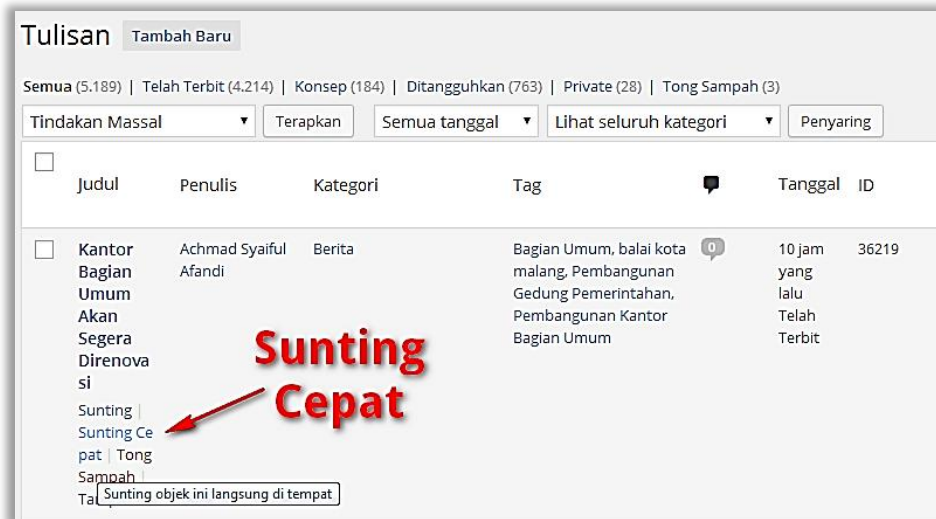 Tulisan Tambah Baru
Semua (5.189) | Telah Terbit (4.214) | Konsep (184) | Ditangguhkan (763) | Private (28) | Tong Sampah (3)
Tindakan Massal Terapkan Semua tanggal Lihat seluruh kategori Penyaring
Judul Penulis Kategori Tag Tanggal ID
Kantor
Bagian
Umum
Akan
Segera
Direnova
si
Sunting |
Sunting Ce
pat | Tong
Sampah |
Achmad Syaiful
Afandi
Berita
Bagian Umum, balai kota
malang, Pembangunan
Gedung Pemerintahan,
Pembangunan Kantor
Bagian Umum
0
10 jam
yang
lalu
Telah
Terbit
36219
Sunting
Cepat
Sunting objek ini langsung di tempat